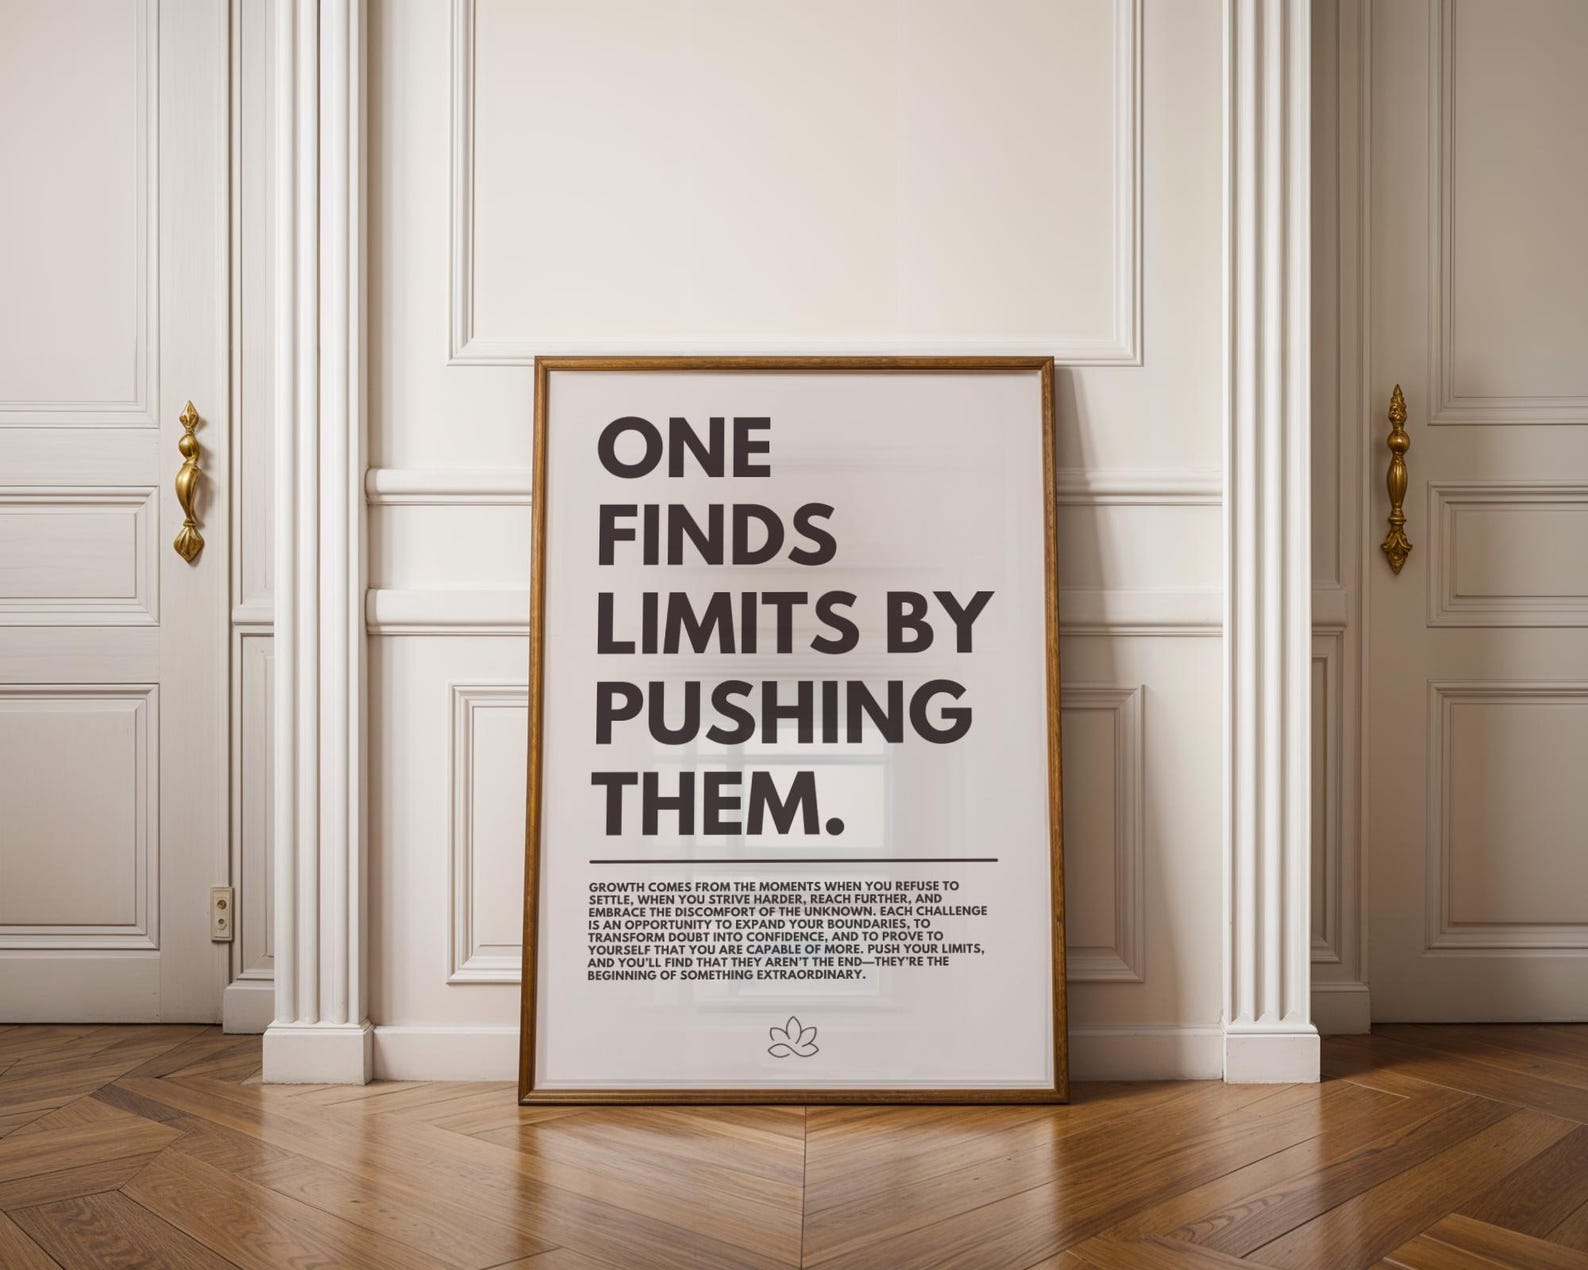 ONE
FINDS
LIMITS BY
PUSHING
THEM.
GROWTH COMES FROM THE MOMENTS WHEN YOU REFUSE TO
SETTLE, WHEN YOU STRIVE HARDER, REACH FURTHER, AND
EMBRACE THE DISCOMFORT OF THE UNKNOWN. EACH CHALLENGE
IS AN OPPORTUNITY TO EXPAND YOUR BOUNDARIES, TO
TRANSFORM DOUBT INTO CONFIDENCE, AND TO PROVE TO
YOURSELF THAT YOU ARE CAPABLE OF MORE. PUSH YOUR LIMITS,
AND YOU'LL FIND THAT THEY AREN'T THE END—THEY'RE THE
BEGINNING OF SOMETHING EXTRAORDINARY.